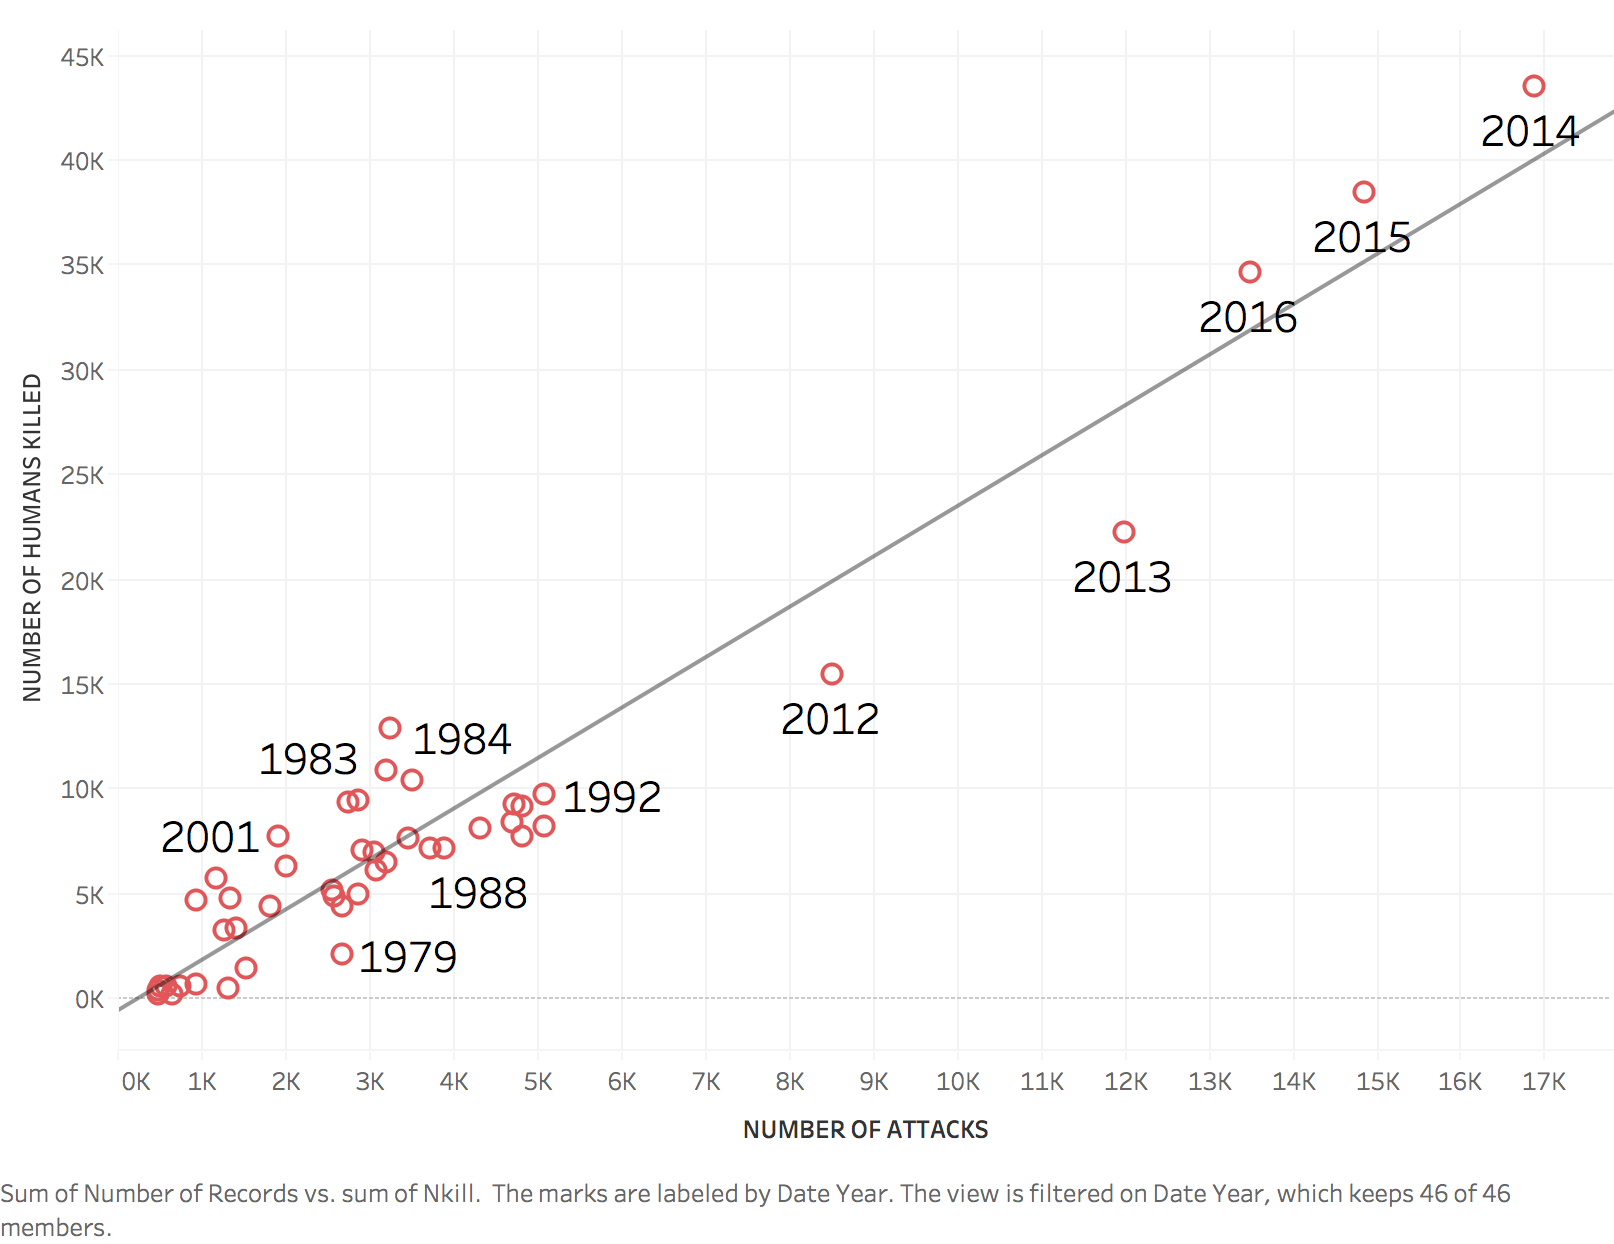 45K
40K
35K
30K
25K
20K
15K
10K
5K
0K
NUMBER OF HUMANS KILLED
2014
2015
2016
2013
2012
1984
1983
1992
2001
1988
1979
0K 1K 2K 3K 4K 5K 6K 7K 8K 9K 10K 11K 12K 13K 14K 15K 16K 17K
NUMBER OF ATTACKS
Sum of Number of Records vs. sum of Nkill. The marks are labeled by Date Year. The view is filtered on Date Year, which keeps 46 of 46
members.